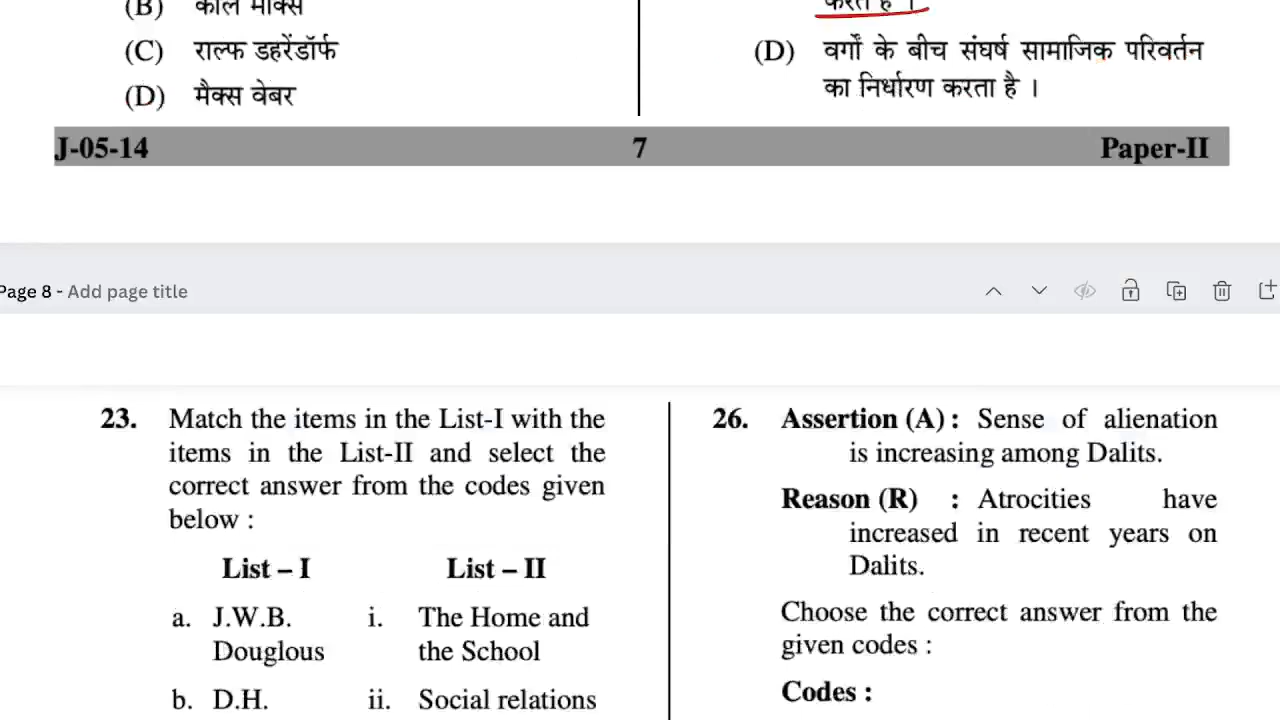 (B) कार्ल मार्क्स
(C) राल्फ डहरेंडॉर्फ
(D) मैक्स वेबर
करता है ।
(D) वर्गों के बीच संघर्ष सामाजिक परिवर्तन
का निर्धारण करता है ।
J-05-14 7 Paper-II
Page 8 - Add page title
23. Match the items in the List-I with the
items in the List-II and select the
correct answer from the codes given
below :
List – I List – II
a. J.W.B. i. The Home and
Douglous the School
b. D.H. ii. Social relations
26. Assertion (A) : Sense of alienation
is increasing among Dalits.
Reason (R) : Atrocities have
increased in recent years on
Dalits.
Choose the correct answer from the
given codes :
Codes :